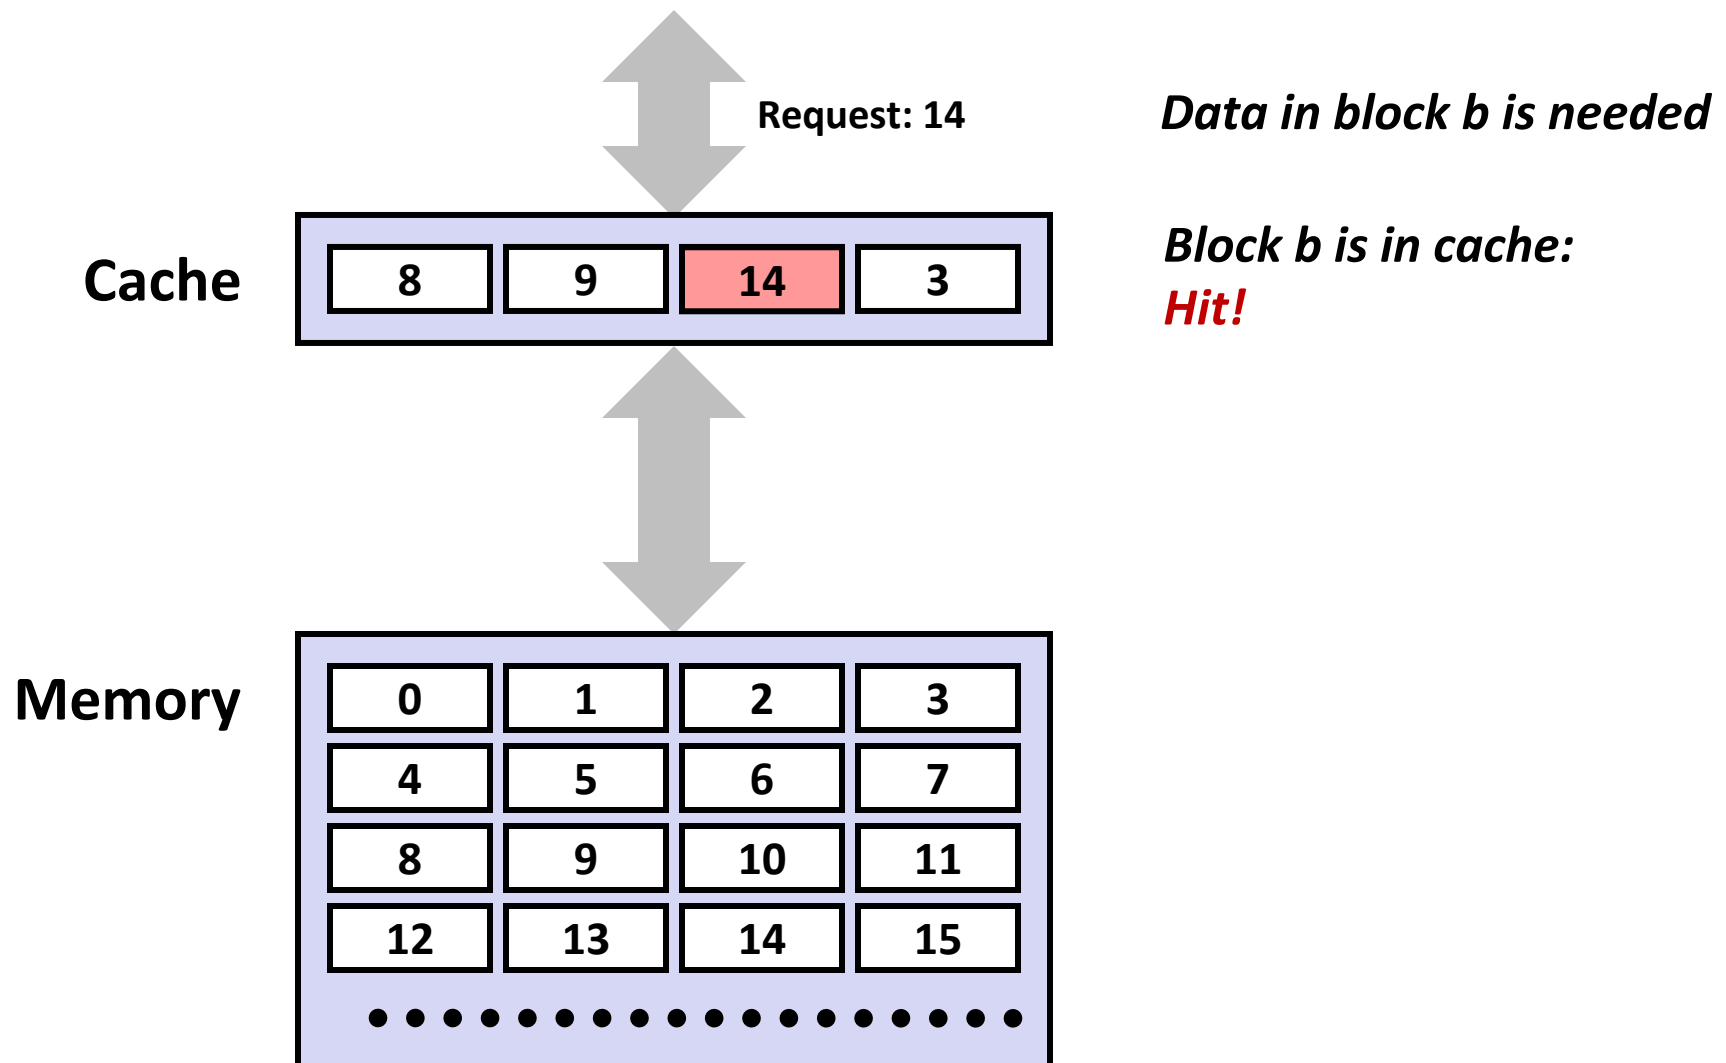 Request: 14
Data in block b is needed
Cache
8 9 14 3
Block b is in cache:
Hit!
Memory
0 1 2 3
4 5 6 7
8 9 10 11
12 13 14 15